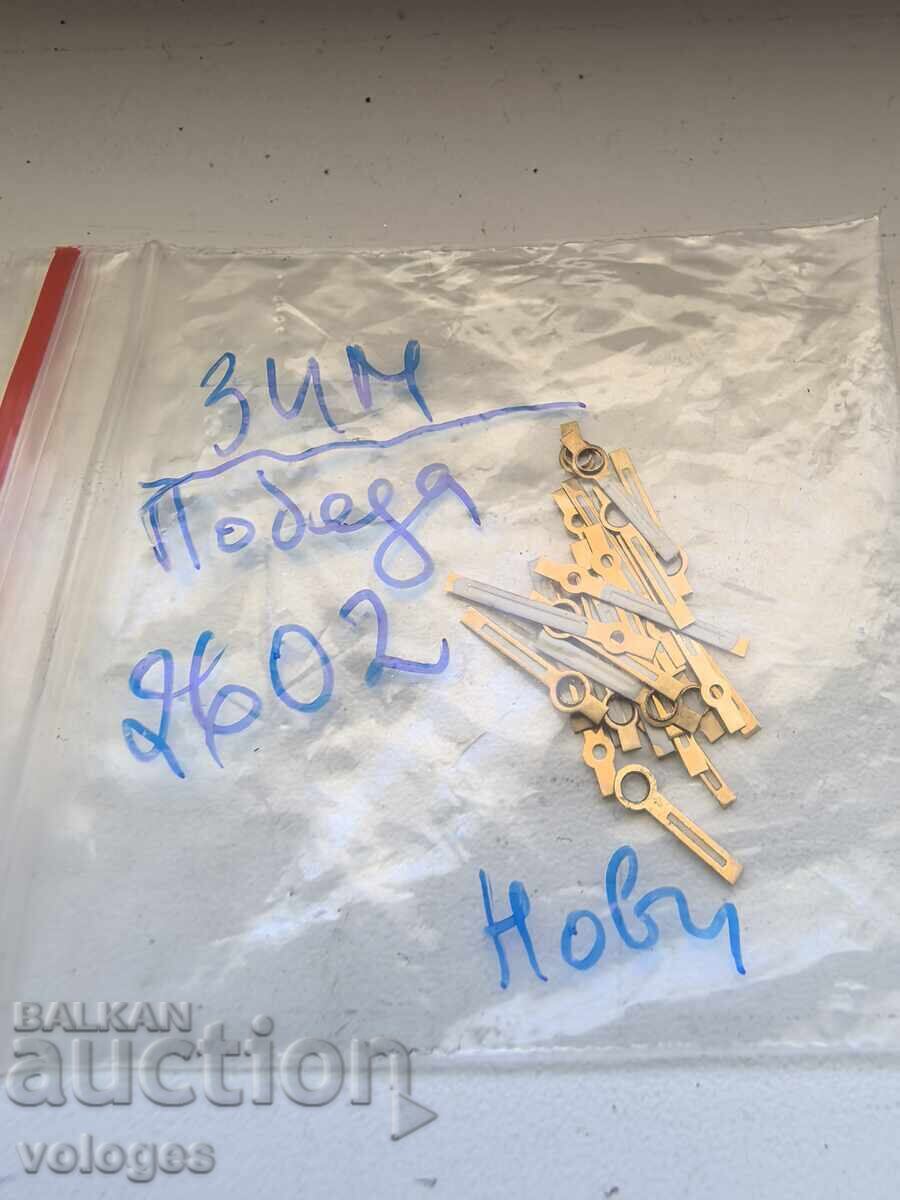 ЗИМ
Победа
2602
Нови
BALKAN
auction
vologes